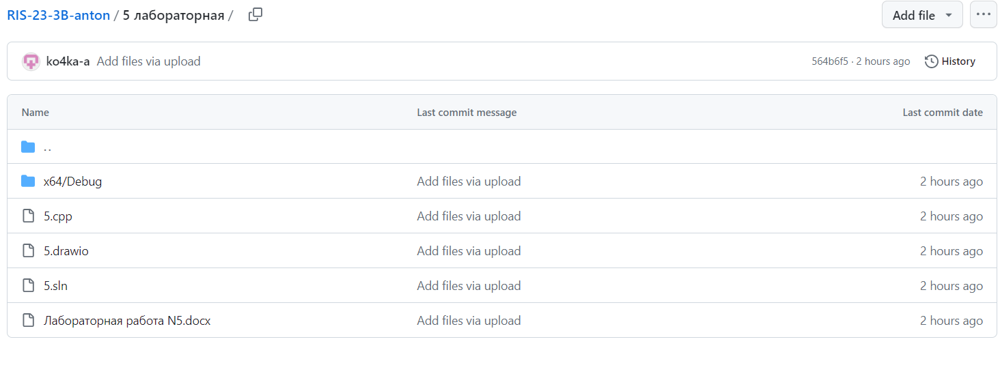 RIS-23-3B-anton / 5 лабораторная / Add file
ko4ka-a Add files via upload 564b6f5 · 2 hours ago History
Name Last commit message Last commit date
..
x64/Debug Add files via upload 2 hours ago
5.cpp Add files via upload 2 hours ago
5.drawio Add files via upload 2 hours ago
5.sln Add files via upload 2 hours ago
Лабораторная работа N5.docx Add files via upload 2 hours ago